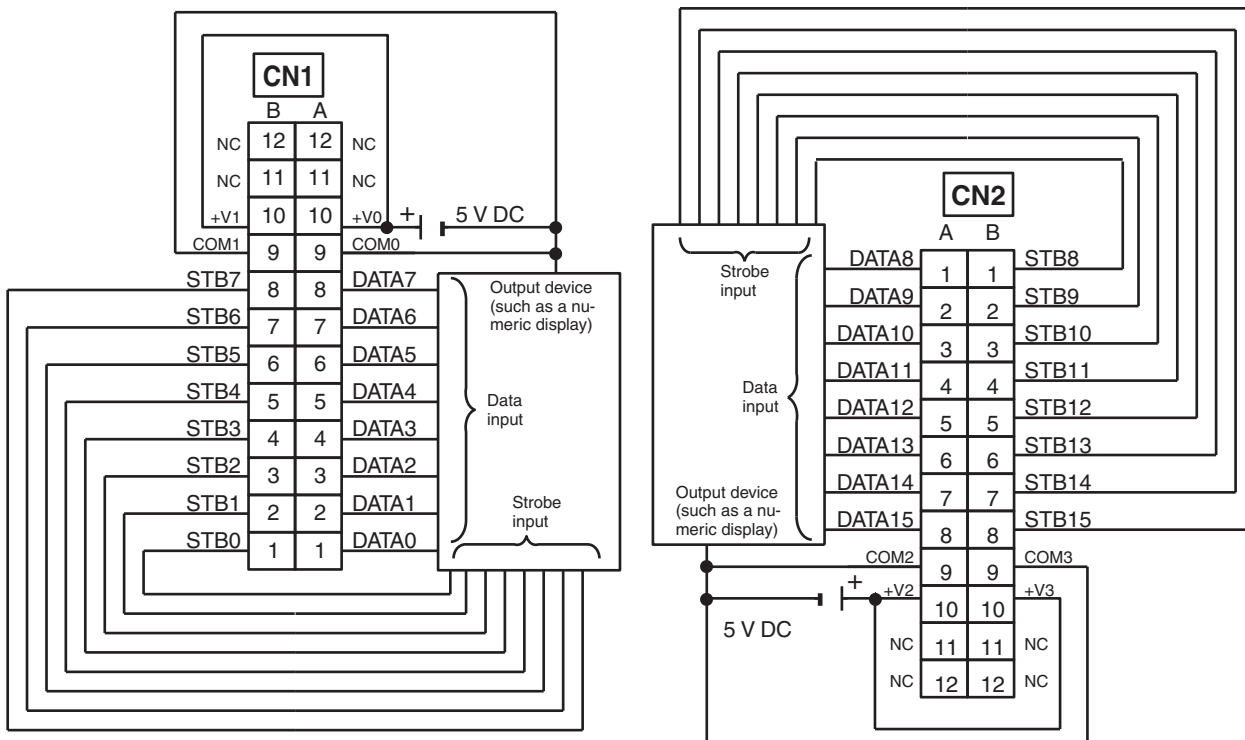 CN1
B A
NC 12 12 NC
NC 11 11 NC
+V1 10 10 +V0 + 5 V DC
COM1 9 9 COM0
STB7 8 8 DATA7
STB6 7 7 DATA6
STB5 6 6 DATA5
STB4 5 5 DATA4
STB3 4 4 DATA3
STB2 3 3 DATA2
STB1 2 2 DATA1
STB0 1 1 DATA0
Output device
(such as a nu-
meric display)
Data
input
Strobe
input
CN2
A B
Strobe
input
Data
input
Output device
(such as a nu-
meric display)
DATA8 1 1 STB8
DATA9 2 2 STB9
DATA10 3 3 STB10
DATA11 4 4 STB11
DATA12 5 5 STB12
DATA13 6 6 STB13
DATA14 7 7 STB14
DATA15 8 8 STB15
COM2 9 9 COM3
+ +V2 10 10 +V3
5 V DC
NC 11 11 NC
NC 12 12 NC